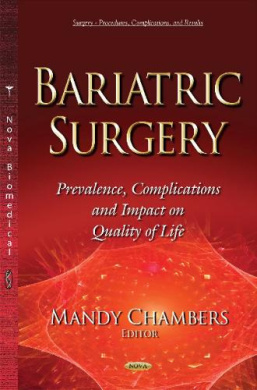 Surgery - Procedures, Complications, and Results
BARIATRIC
SURGERY
Prevalence, Complications
and Impact on
Quality of Life
MANDY CHAMBERS
EDITOR
NOVA
Nova Biomedical